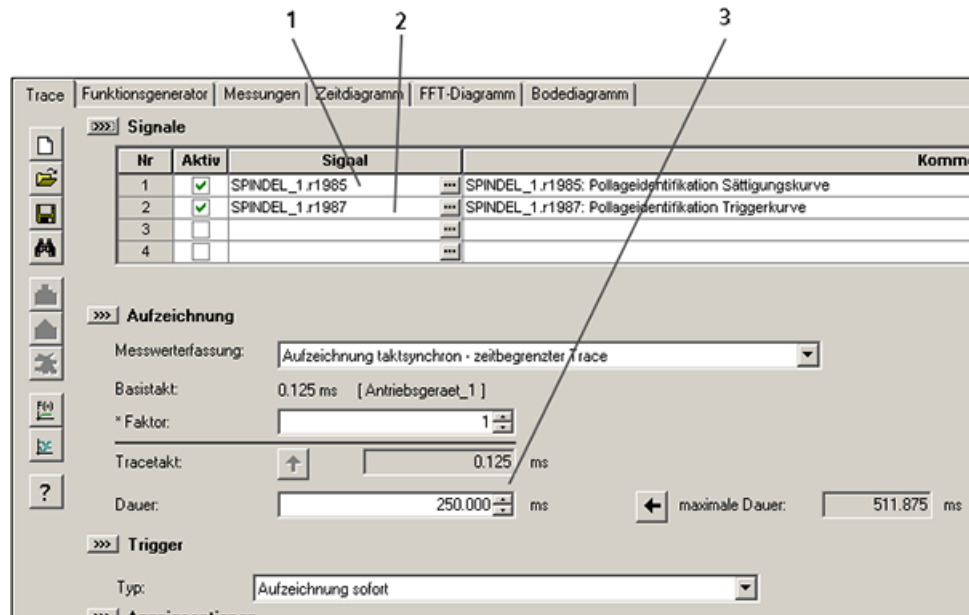 1 2 3
Trace Funktionsgenerator Messungen Zeitdiagramm FFT-Diagramm Bodediagramm
>>> Signale
Nr Aktiv Signal
1 SPINDEL_1.r1985 ... SPINDEL_1.r1985: Pollageidentifikation Sättigungskurve
2 SPINDEL_1.r1987 ... SPINDEL_1.r1987: Pollageidentifikation Triggerkurve
3 ...
4 ...
>>> Aufzeichnung
Messwerterfassung: Aufzeichnung taktsynchron - zeitbegrenzter Trace
Basistakt: 0.125 ms [ Antriebsgeraet_1 ]
* Faktor: 1
Tracetakt: 0.125 ms
Dauer: 250.000 ms maximale Dauer: 511.875 ms
?
>>> Trigger
Typ: Aufzeichnung sofort